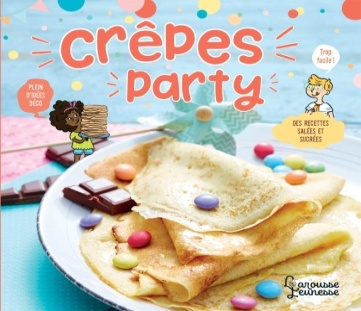 crêpes
party
PLEIN
D'IDÉES
DÉCO
Trop
facile !
DES RECETTES
SALÉES ET
SUCRÉES
Larousse
Jeunesse